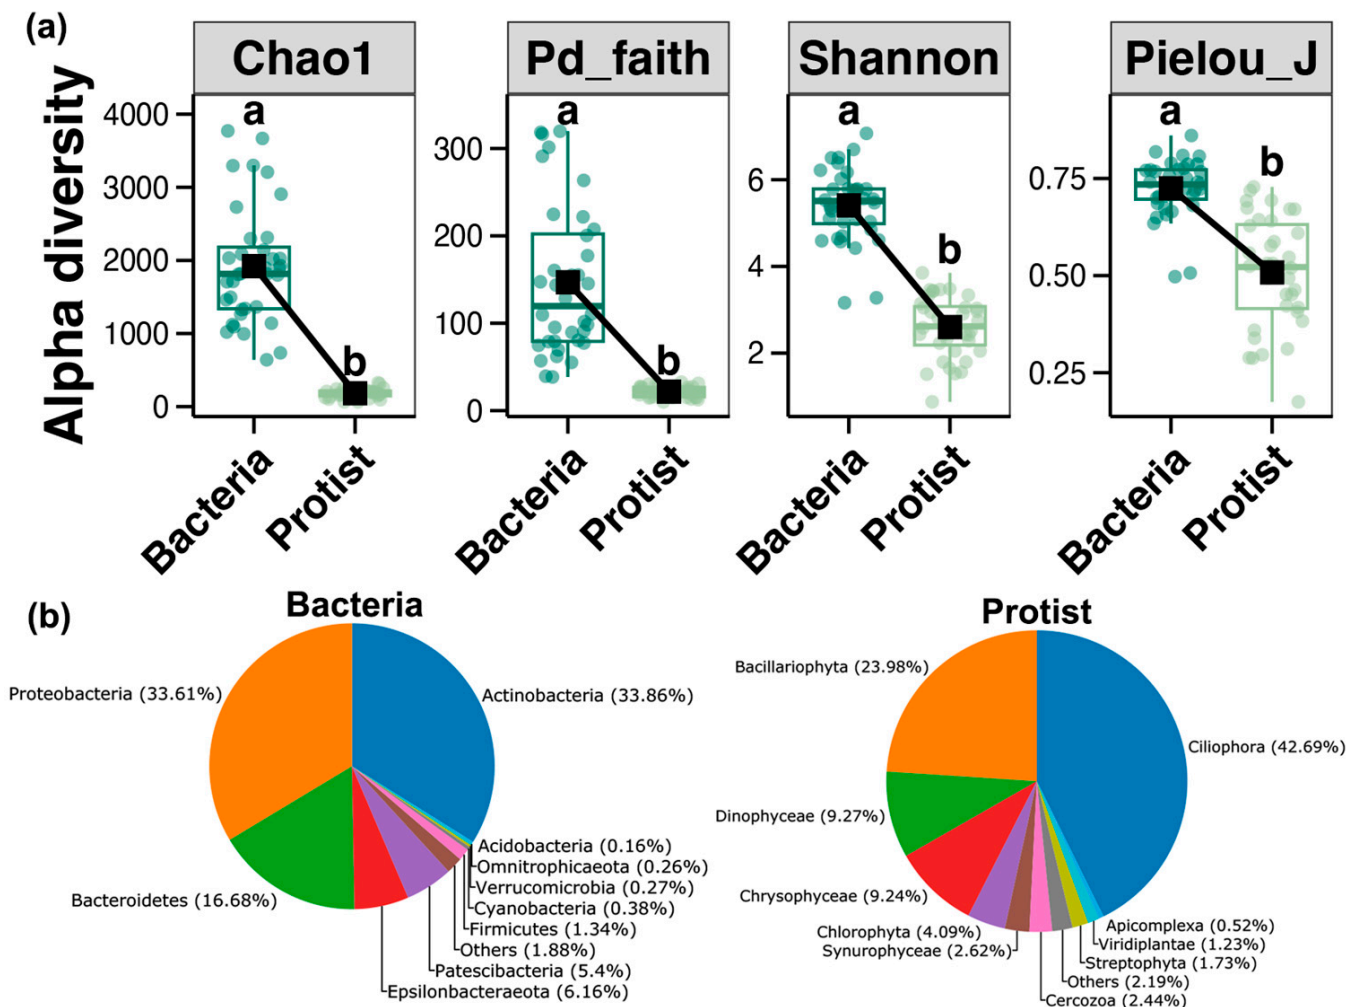 (a)
Alpha diversity
Chao1
Pd_faith
Shannon
Pielou_J
4000
3000
2000
1000
0
a
b
300
200
100
0
a
b
6
4
2
a
b
0.75
0.50
0.25
a
b
Bacteria
Protist
Bacteria
Protist
Bacteria
Protist
Bacteria
Protist
(b)
Bacteria
Proteobacteria (33.61%)
Actinobacteria (33.86%)
Bacteroidetes (16.68%)
Acidobacteria (0.16%)
Omnitrophicaeota (0.26%)
Verrucomicrobia (0.27%)
Cyanobacteria (0.38%)
Firmicutes (1.34%)
Others (1.88%)
Patescibacteria (5.4%)
Epsilonbacteraeota (6.16%)
Protist
Bacillariophyta (23.98%)
Ciliophora (42.69%)
Dinophyceae (9.27%)
Chrysophyceae (9.24%)
Chlorophyta (4.09%)
Synurophyceae (2.62%)
Apicomplexa (0.52%)
Viridiplantae (1.23%)
Streptophyta (1.73%)
Others (2.19%)
Cercozoa (2.44%)